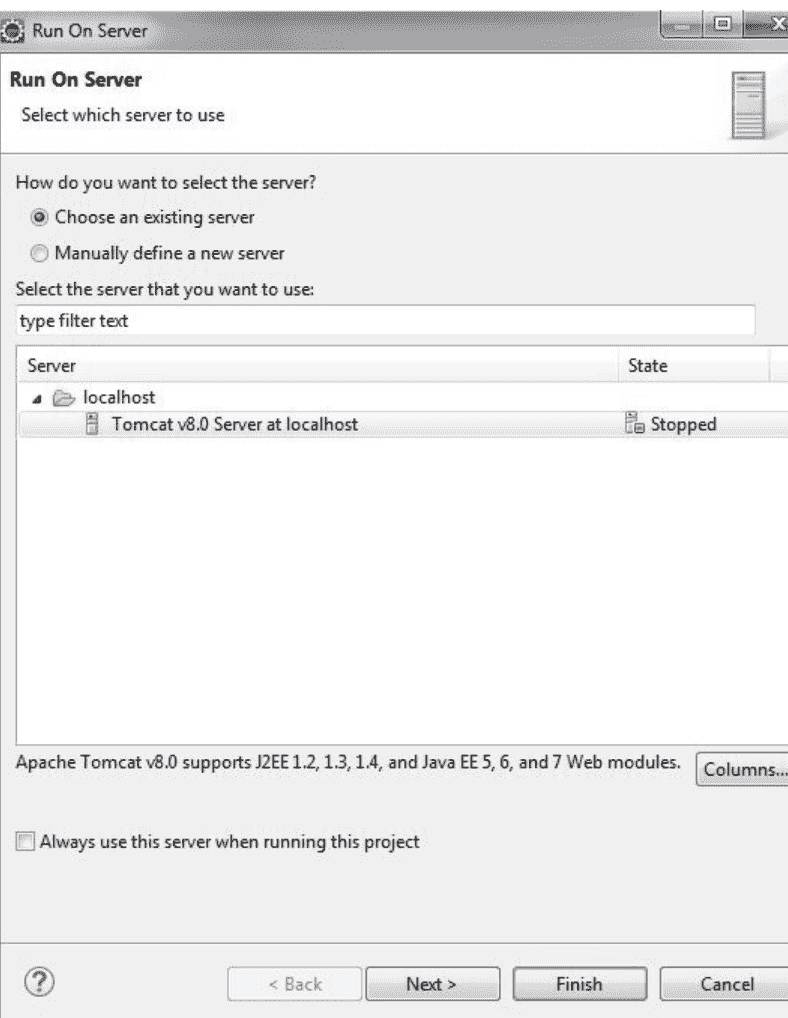 Run On Server
Run On Server
Select which server to use
How do you want to select the server?
Choose an existing server
Manually define a new server
Select the server that you want to use:
type filter text
Server State
localhost
Tomcat v8.0 Server at localhost Stopped
Apache Tomcat v8.0 supports J2EE 1.2, 1.3, 1.4, and Java EE 5, 6, and 7 Web modules.
Columns...
Always use this server when running this project
? < Back Next > Finish Cancel